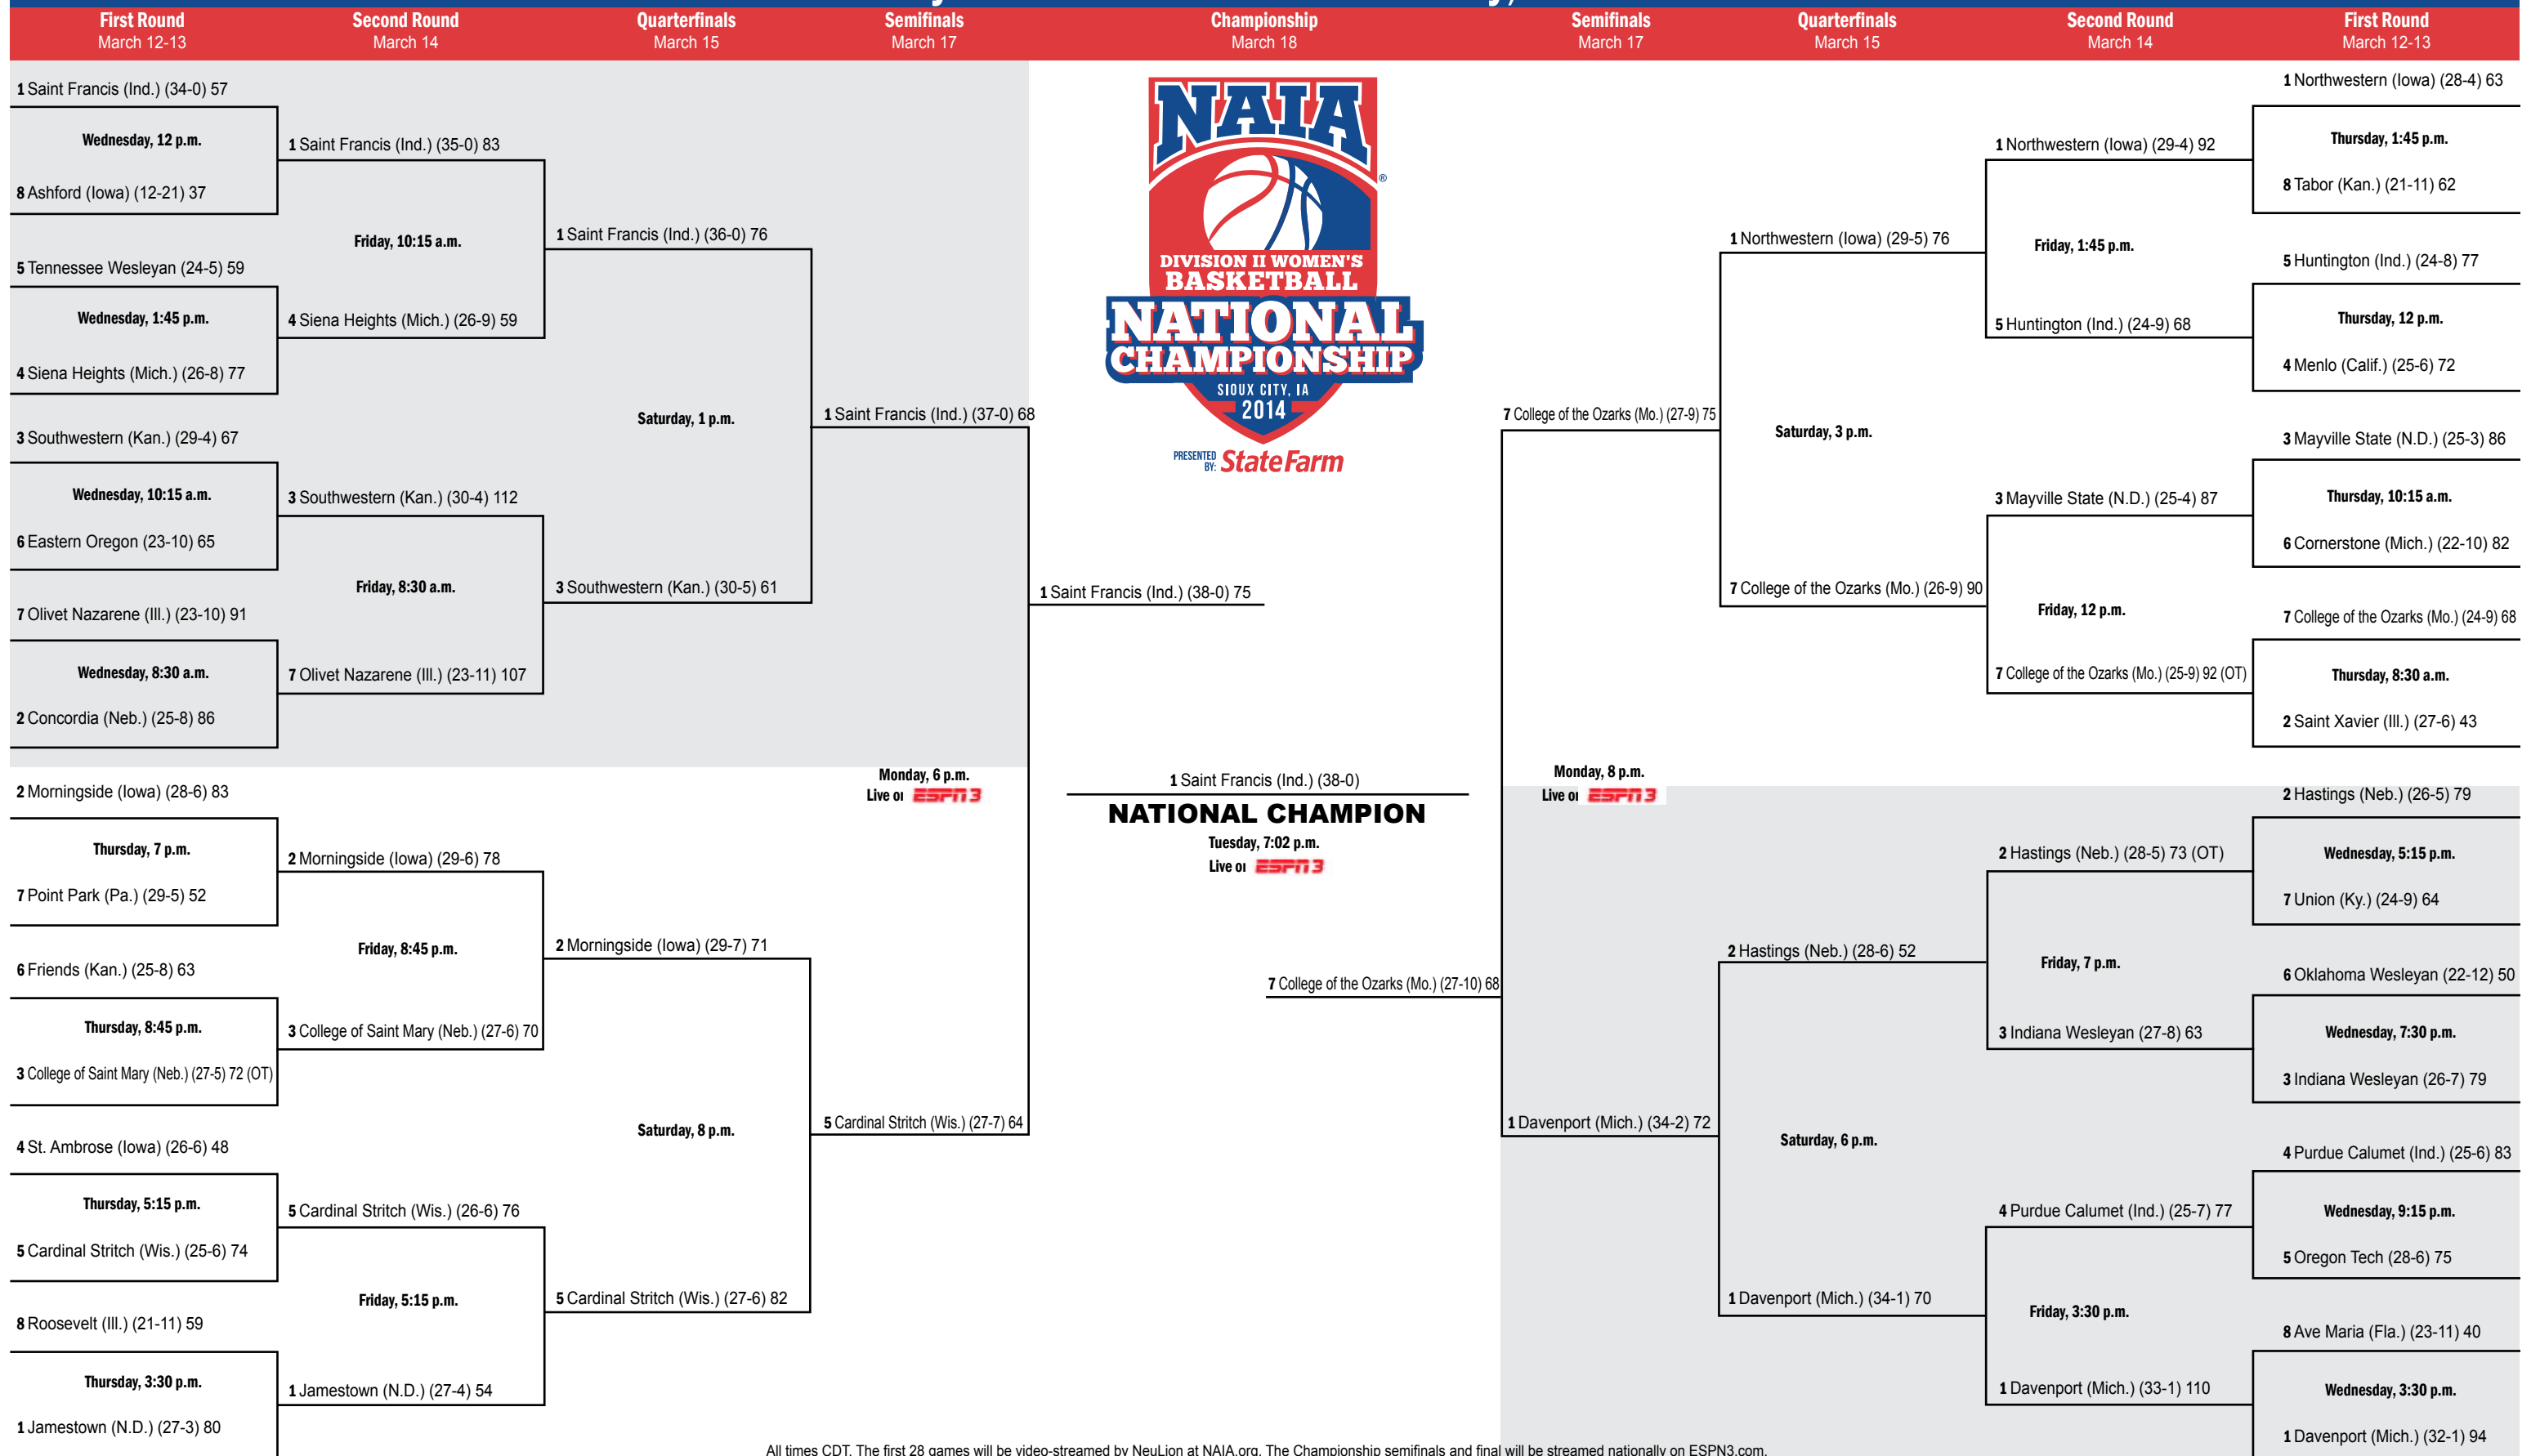 First Round
March 12-13
Second Round
March 14
Quarterfinals
March 15
Semifinals
March 17
Championship
March 18
Semifinals
March 17
Quarterfinals
March 15
Second Round
March 14
First Round
March 12-13
1 Saint Francis (Ind.) (34-0) 57
Wednesday, 12 p.m.
8 Ashford (Iowa) (12-21) 37
5 Tennessee Wesleyan (24-5) 59
Wednesday, 1:45 p.m.
4 Siena Heights (Mich.) (26-8) 77
3 Southwestern (Kan.) (29-4) 67
Wednesday, 10:15 a.m.
6 Eastern Oregon (23-10) 65
7 Olivet Nazarene (Ill.) (23-10) 91
Wednesday, 8:30 a.m.
2 Concordia (Neb.) (25-8) 86
2 Morningside (Iowa) (28-6) 83
Thursday, 7 p.m.
7 Point Park (Pa.) (29-5) 52
6 Friends (Kan.) (25-8) 63
Thursday, 8:45 p.m.
3 College of Saint Mary (Neb.) (27-5) 72 (OT)
4 St. Ambrose (Iowa) (26-6) 48
Thursday, 5:15 p.m.
5 Cardinal Stritch (Wis.) (25-6) 74
8 Roosevelt (Ill.) (21-11) 59
Thursday, 3:30 p.m.
1 Jamestown (N.D.) (27-3) 80
1 Saint Francis (Ind.) (35-0) 83
Friday, 10:15 a.m.
4 Siena Heights (Mich.) (26-9) 59
3 Southwestern (Kan.) (30-4) 112
Friday, 8:30 a.m.
7 Olivet Nazarene (Ill.) (23-11) 107
2 Morningside (Iowa) (29-6) 78
Friday, 8:45 p.m.
3 College of Saint Mary (Neb.) (27-6) 70
5 Cardinal Stritch (Wis.) (26-6) 76
Friday, 5:15 p.m.
1 Jamestown (N.D.) (27-4) 54
1 Saint Francis (Ind.) (36-0) 76
Saturday, 1 p.m.
3 Southwestern (Kan.) (30-5) 61
2 Morningside (Iowa) (29-7) 71
Saturday, 8 p.m.
5 Cardinal Stritch (Wis.) (27-6) 82
1 Saint Francis (Ind.) (37-0) 68
Monday, 6 p.m.
Live on ESPN3
5 Cardinal Stritch (Wis.) (27-7) 64
NAIA
®
DIVISION II WOMEN'S
BASKETBALL
NATIONAL
CHAMPIONSHIP
SIOUX CITY, IA
2014
PRESENTED BY: State Farm
1 Saint Francis (Ind.) (38-0) 75
1 Saint Francis (Ind.) (38-0)
NATIONAL CHAMPION
Tuesday, 7:02 p.m.
Live on ESPN3
7 College of the Ozarks (Mo.) (27-10) 68
7 College of the Ozarks (Mo.) (27-9) 75
Monday, 8 p.m.
Live on ESPN3
1 Davenport (Mich.) (34-2) 72
1 Northwestern (Iowa) (29-5) 76
Saturday, 3 p.m.
7 College of the Ozarks (Mo.) (26-9) 90
2 Hastings (Neb.) (28-6) 52
Saturday, 6 p.m.
1 Davenport (Mich.) (34-1) 70
1 Northwestern (Iowa) (29-4) 92
Friday, 1:45 p.m.
5 Huntington (Ind.) (24-9) 68
3 Mayville State (N.D.) (25-4) 87
Friday, 12 p.m.
7 College of the Ozarks (Mo.) (25-9) 92 (OT)
2 Hastings (Neb.) (28-5) 73 (OT)
Friday, 7 p.m.
3 Indiana Wesleyan (27-8) 63
4 Purdue Calumet (Ind.) (25-7) 77
Friday, 3:30 p.m.
1 Davenport (Mich.) (33-1) 110
1 Northwestern (Iowa) (28-4) 63
Thursday, 1:45 p.m.
8 Tabor (Kan.) (21-11) 62
5 Huntington (Ind.) (24-8) 77
Thursday, 12 p.m.
4 Menlo (Calif.) (25-6) 72
3 Mayville State (N.D.) (25-3) 86
Thursday, 10:15 a.m.
6 Cornerstone (Mich.) (22-10) 82
7 College of the Ozarks (Mo.) (24-9) 68
Thursday, 8:30 a.m.
2 Saint Xavier (Ill.) (27-6) 43
2 Hastings (Neb.) (26-5) 79
Wednesday, 5:15 p.m.
7 Union (Ky.) (24-9) 64
6 Oklahoma Wesleyan (22-12) 50
Wednesday, 7:30 p.m.
3 Indiana Wesleyan (26-7) 79
4 Purdue Calumet (Ind.) (25-6) 83
Wednesday, 9:15 p.m.
5 Oregon Tech (28-6) 75
8 Ave Maria (Fla.) (23-11) 40
Wednesday, 3:30 p.m.
1 Davenport (Mich.) (32-1) 94
All times CDT. The first 28 games will be video-streamed by NeuLion at NAIA.org. The Championship semifinals and final will be streamed nationally on ESPN3.com.